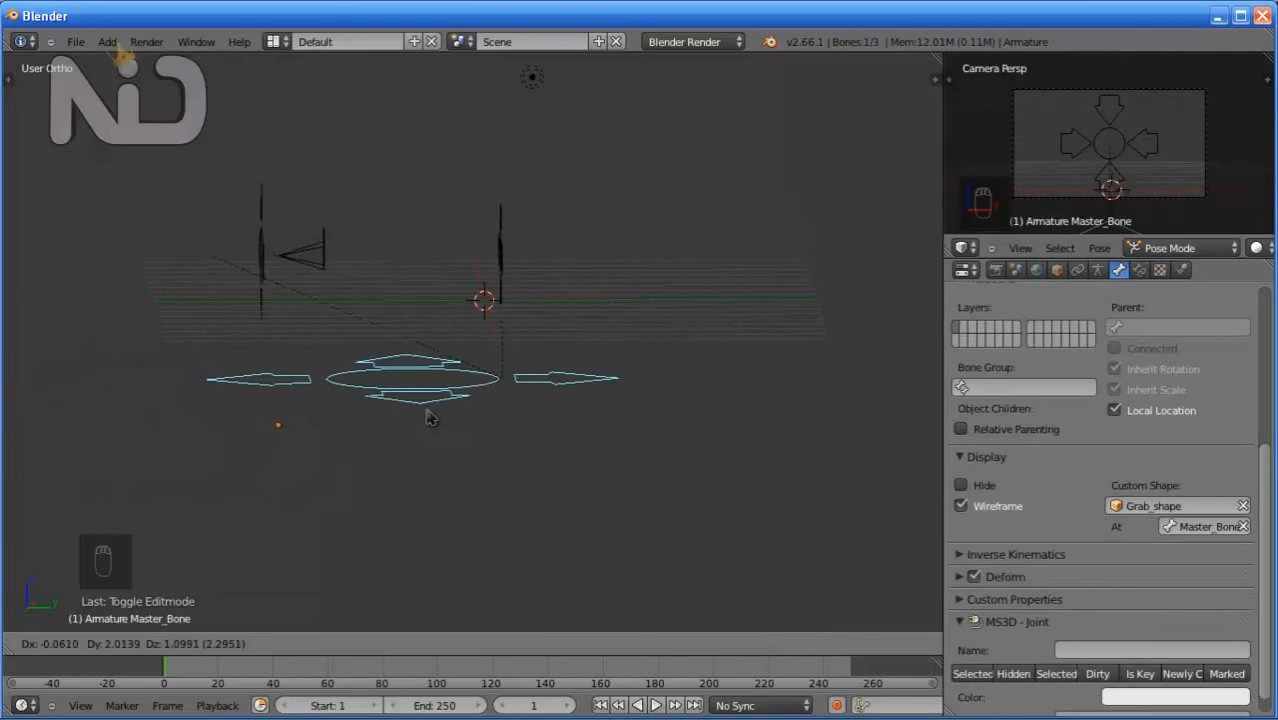 Blender
File Add Render Window Help Default Scene Blender Render v2.66.1 | Bones:1/3 | Mem:12.01M (0.11M) | Armature
User Ortho
Camera Persp
ND
(1) Armature Master_Bone
View Select Pose Pose Mode
Layers: Parent:
Connected
Bone Group: Inherit Rotation
Inherit Scale
Object Children: Local Location
Relative Parenting
Display
Hide Custom Shape:
Wireframe Grab_shape
At Master_Bone
Inverse Kinematics
Deform
Custom Properties
MS3D - Joint
Name:
Selected Hidden Selected Dirty Is Key Newly C Marked
Color:
Last: Toggle Editmode
(1) Armature Master_Bone
Dx: -0.0610 Dy: 2.0139 Dz: 1.0991 (2.2951)
-40 -20 0 20 40 60 80 100 120 140 160 180 200 220 240 260
View Marker Frame Playback Start: 1 End: 250 1 No Sync